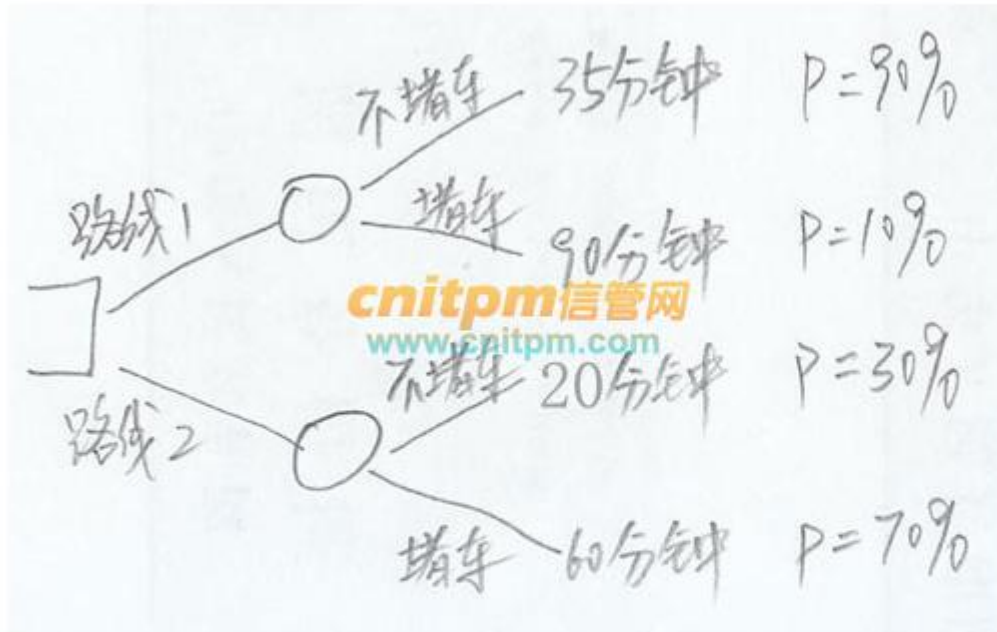 不堵车 35分钟 P=90%
路线1
堵车 90分钟 P=10%
cnitpm信管网
www.cnitpm.com
不堵车 20分钟 P=30%
路线2
堵车 60分钟 P=70%